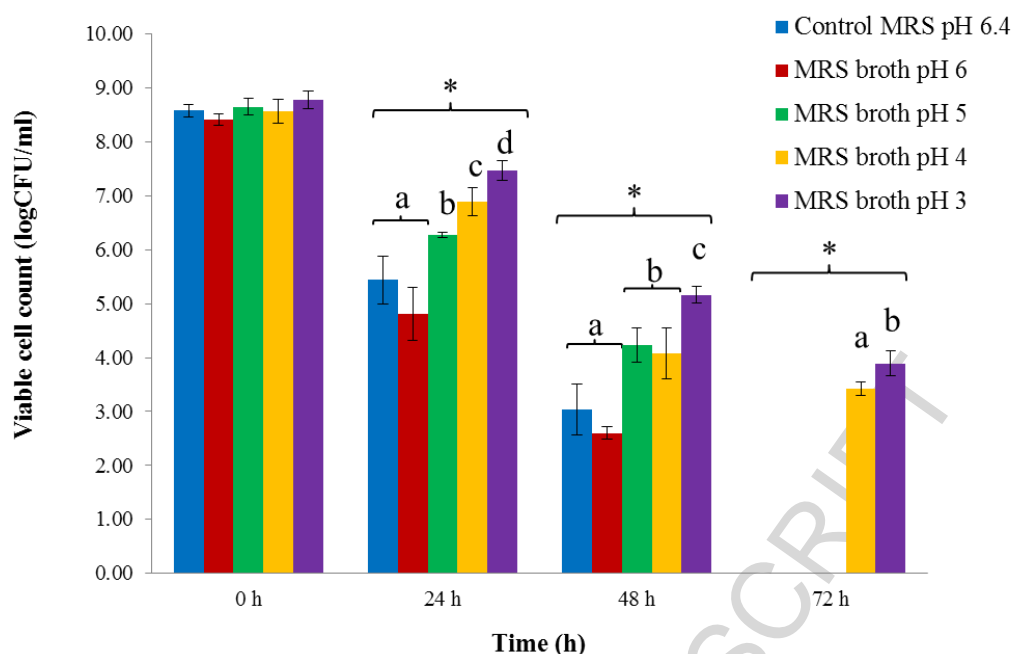 Control MRS pH 6.4
MRS broth pH 6
MRS broth pH 5
MRS broth pH 4
MRS broth pH 3
Viable cell count (logCFU/ml)
10.00
9.00
8.00
7.00
6.00
5.00
4.00
3.00
2.00
1.00
0.00
*
a
b
c
d
*
a
b
c
*
a
b
0 h
24 h
48 h
72 h
Time (h)